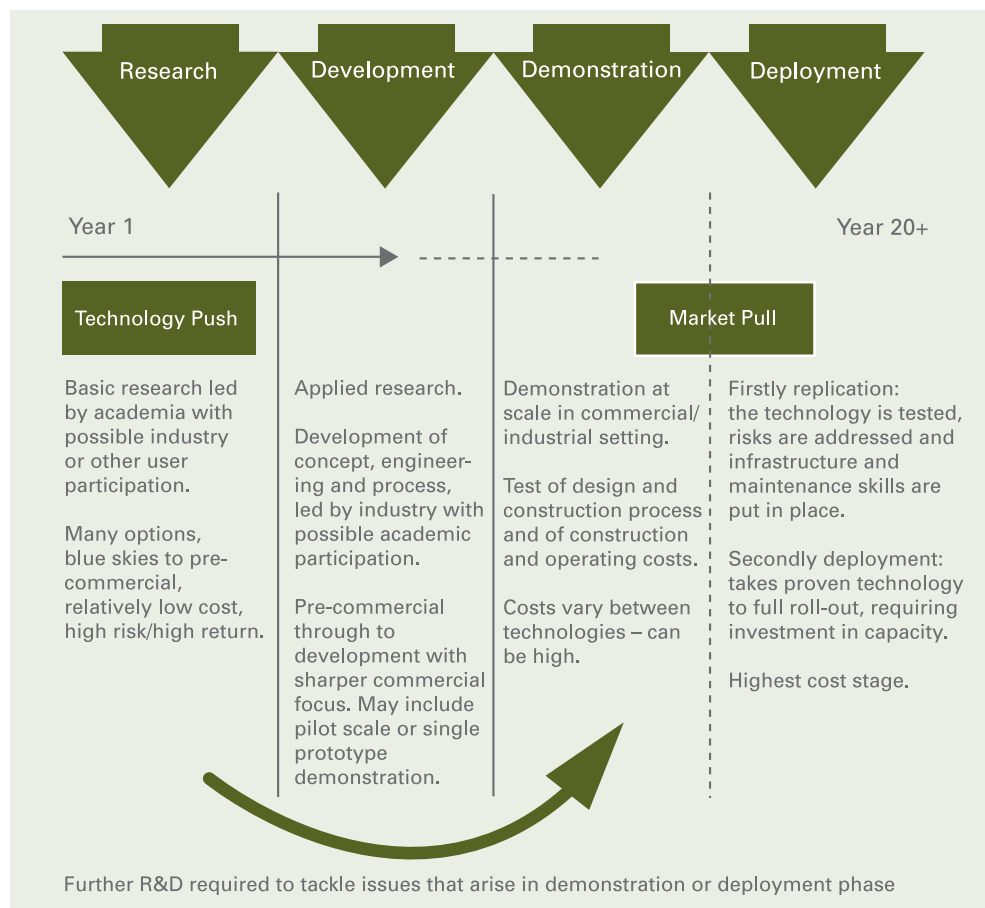 Research
Development
Demonstration
Deployment
Year 1
Year 20+
Technology Push
Market Pull
Basic research led
by academia with
possible industry
or other user
participation.
Many options,
blue skies to pre-
commercial,
relatively low cost,
high risk/high return.
Applied research.
Development of
concept, engineer-
ing and process,
led by industry with
possible academic
participation.
Pre-commercial
through to
development with
sharper commercial
focus. May include
pilot scale or single
prototype
demonstration.
Demonstration at
scale in commercial/
industrial setting.
Test of design and
construction process
and of construction
and operating costs.
Costs vary between
technologies – can
be high.
Firstly replication:
the technology is tested,
risks are addressed and
infrastructure and
maintenance skills are
put in place.
Secondly deployment:
takes proven technology
to full roll-out, requiring
investment in capacity.
Highest cost stage.
Further R&D required to tackle issues that arise in demonstration or deployment phase